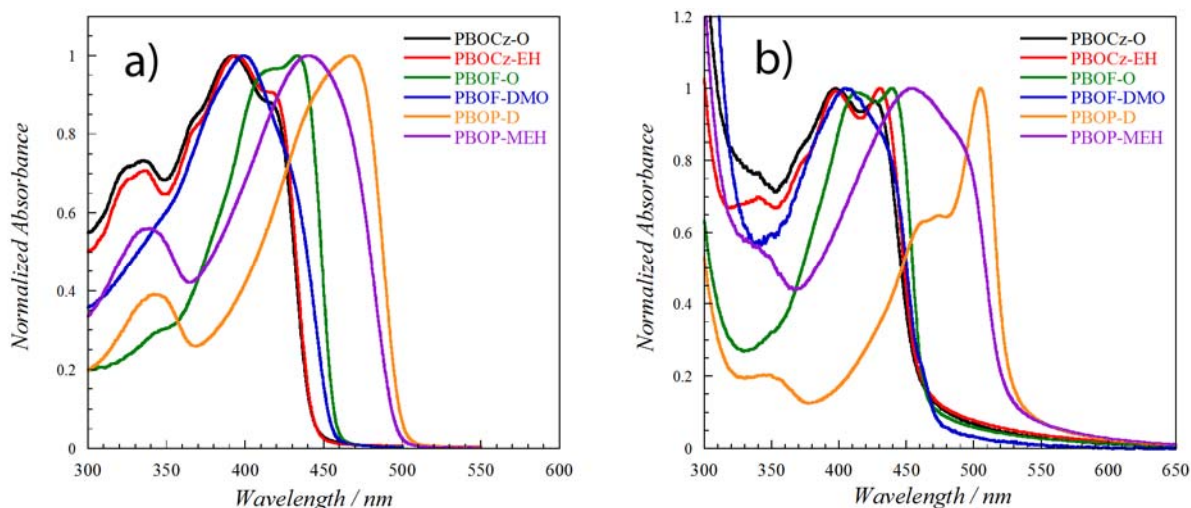 a)
PBOCz-O
PBOCz-EH
PBOF-O
PBOF-DMO
PBOP-D
PBOP-MEH
Normalized Absorbance
1
0.8
0.6
0.4
0.2
0
300 350 400 450 500 550 600
Wavelength / nm
b)
PBOCz-O
PBOCz-EH
PBOF-O
PBOF-DMO
PBOP-D
PBOP-MEH
Normalized Absorbance
1.2
1
0.8
0.6
0.4
0.2
0
300 350 400 450 500 550 600 650
Wavelength / nm